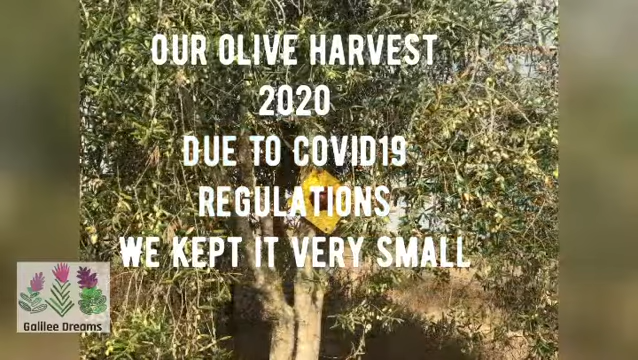 OUR OLIVE HARVEST
2020
DUE TO COVID19
REGULATIONS
WE KEPT IT VERY SMALL
Galilee Dreams